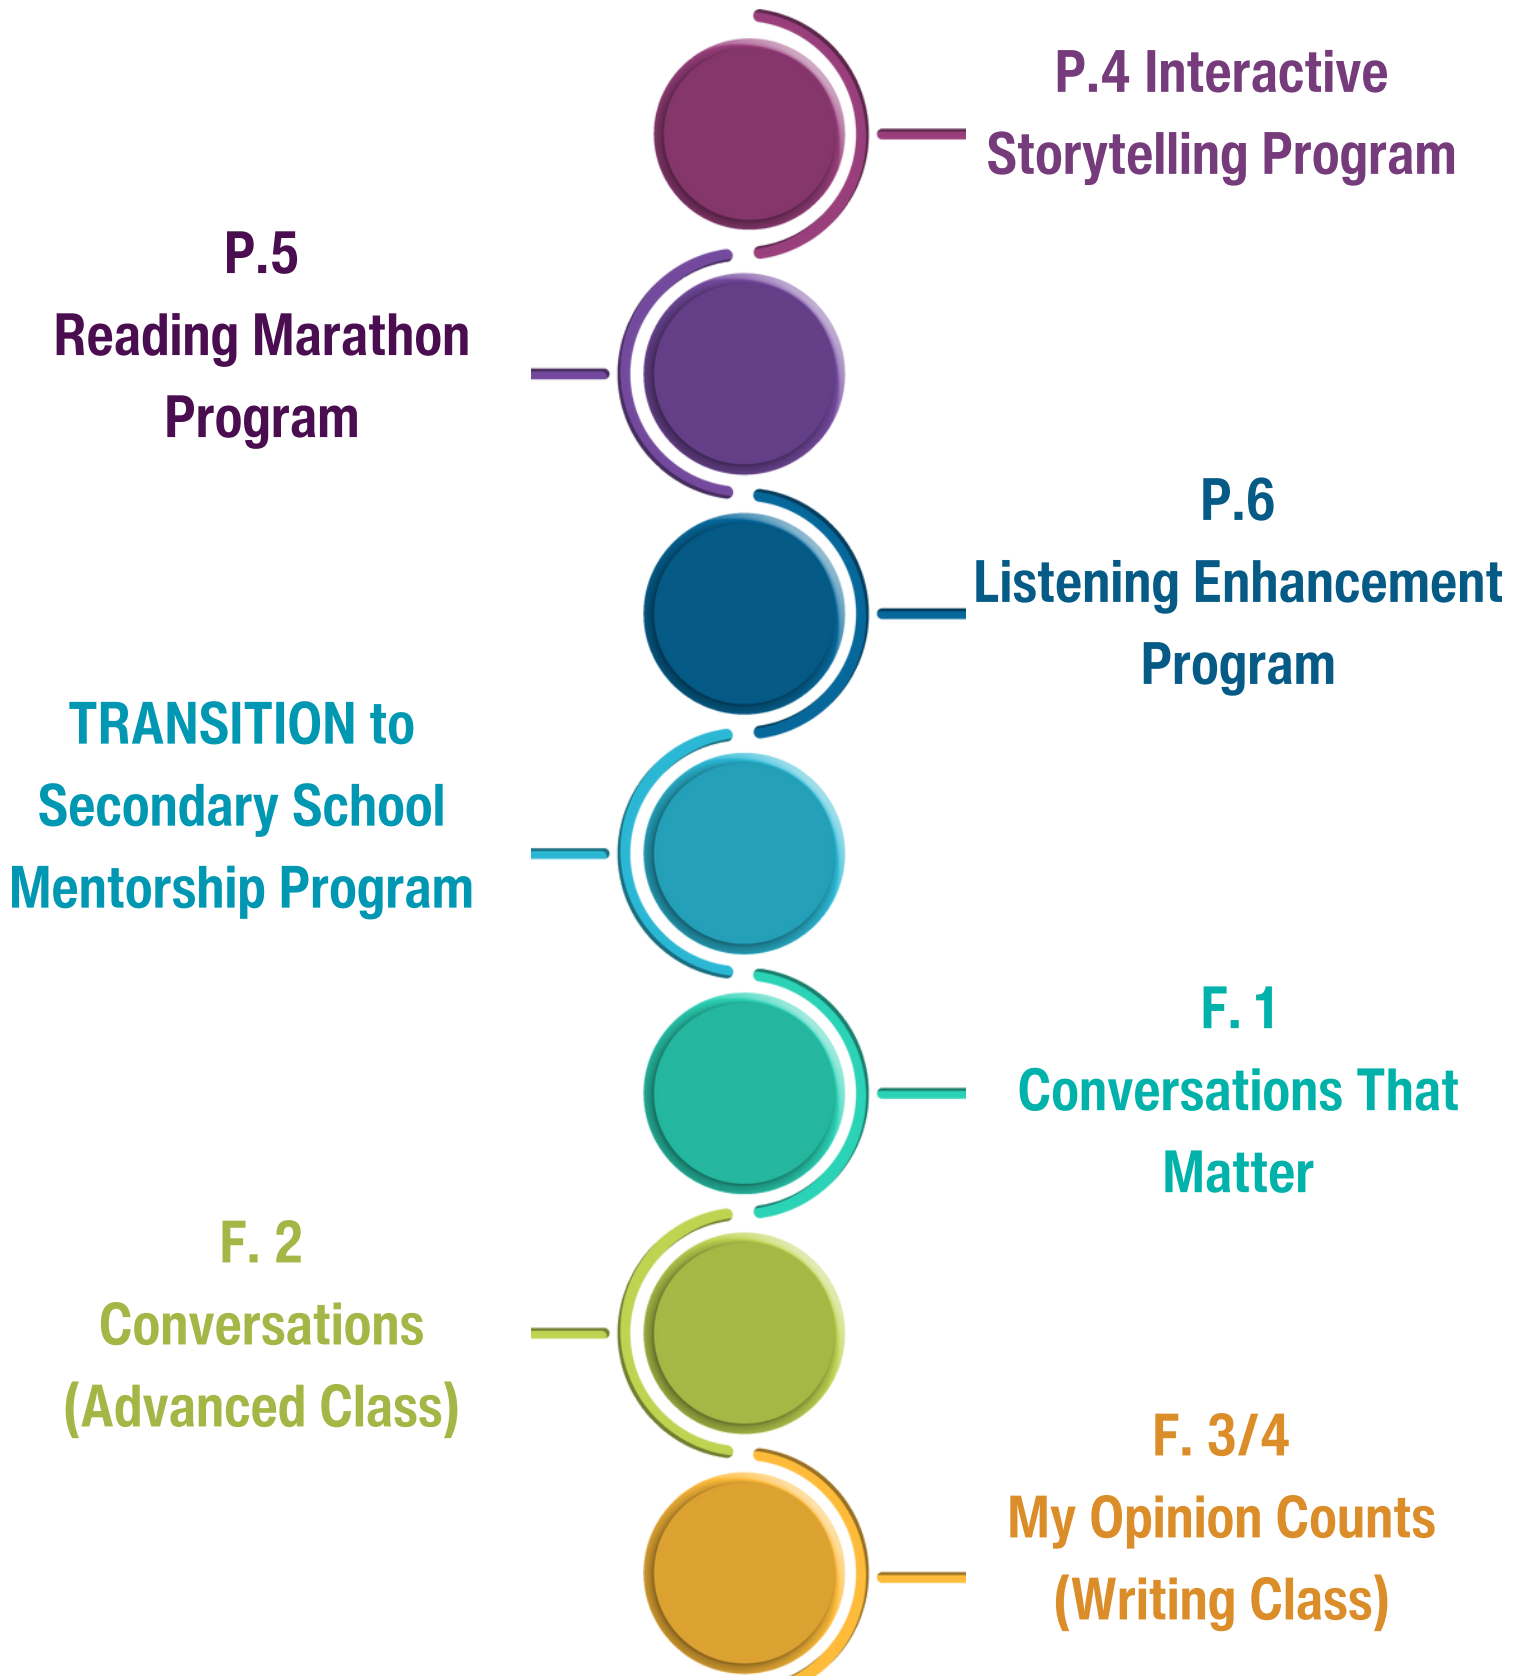 P.4 Interactive
Storytelling Program
P.5
Reading Marathon
Program
P.6
Listening Enhancement
Program
TRANSITION to
Secondary School
Mentorship Program
F. 1
Conversations That
Matter
F. 2
Conversations
(Advanced Class)
F. 3/4
My Opinion Counts
(Writing Class)